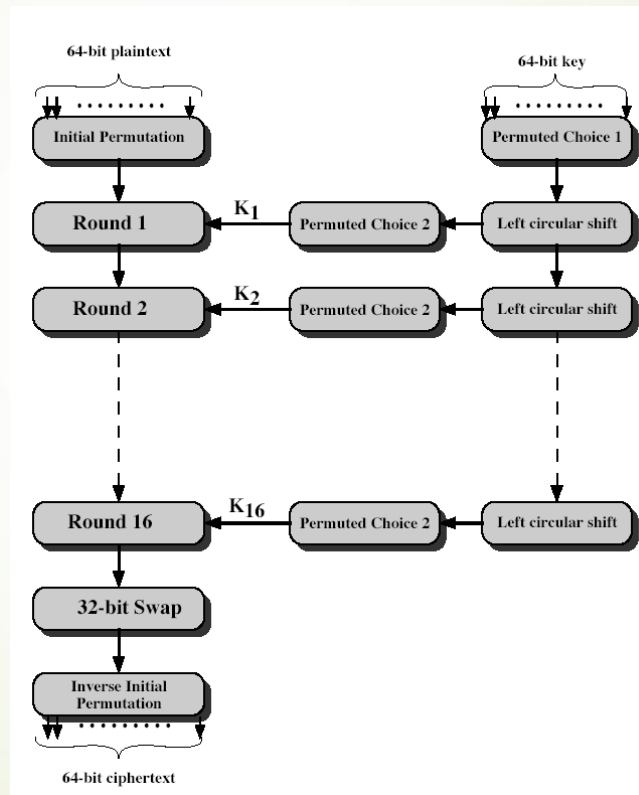 64-bit plaintext
64-bit key
Initial Permutation
Permuted Choice 1
Round 1
K1
Permuted Choice 2
Left circular shift
Round 2
K2
Permuted Choice 2
Left circular shift
Round 16
K16
Permuted Choice 2
Left circular shift
32-bit Swap
Inverse Initial
Permutation
64-bit ciphertext